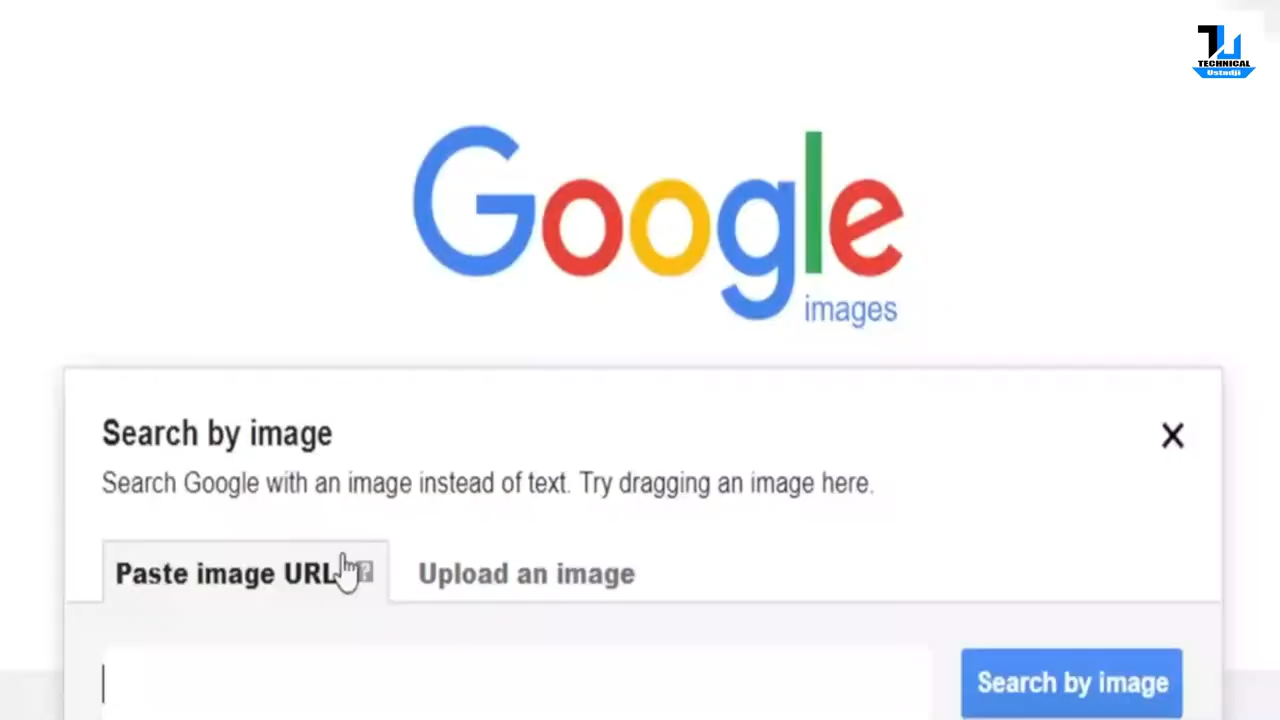 TECHNICAL
Ustadji
Google
images
Search by image
Search Google with an image instead of text. Try dragging an image here.
Paste image URL ?
Upload an image
Search by image